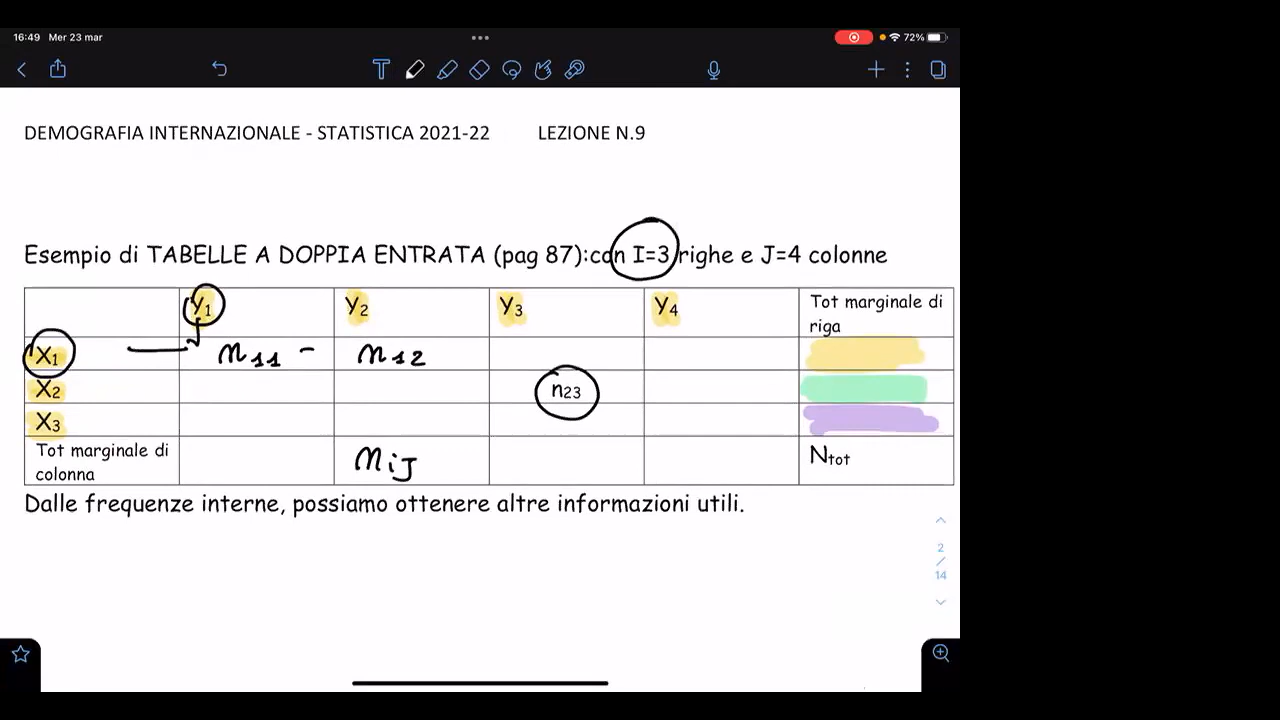 16:49 Mer 23 mar
72%
DEMOGRAFIA INTERNAZIONALE - STATISTICA 2021-22 LEZIONE N.9
Esempio di TABELLE A DOPPIA ENTRATA (pag 87):con I=3 righe e J=4 colonne
Y1 Y2 Y3 Y4 Tot marginale di
riga
X1 n11 - n12
X2 n23
X3
Tot marginale di
colonna
nij
Ntot
Dalle frequenze interne, possiamo ottenere altre informazioni utili.
2
/
14